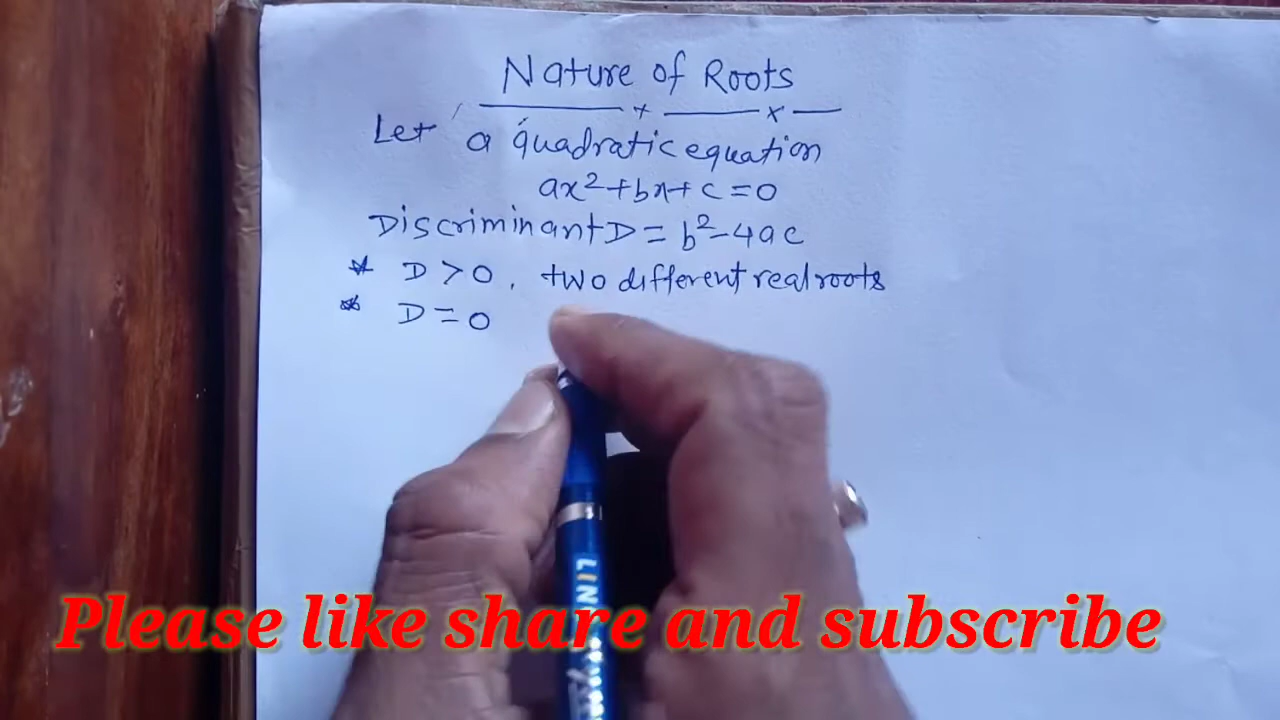 Nature of Roots
Let a quadratic equation
ax²+bx+c=0
Discriminant D = b²-4ac
* D>0, two different real roots
* D=0
LIN
Please like share and subscribe